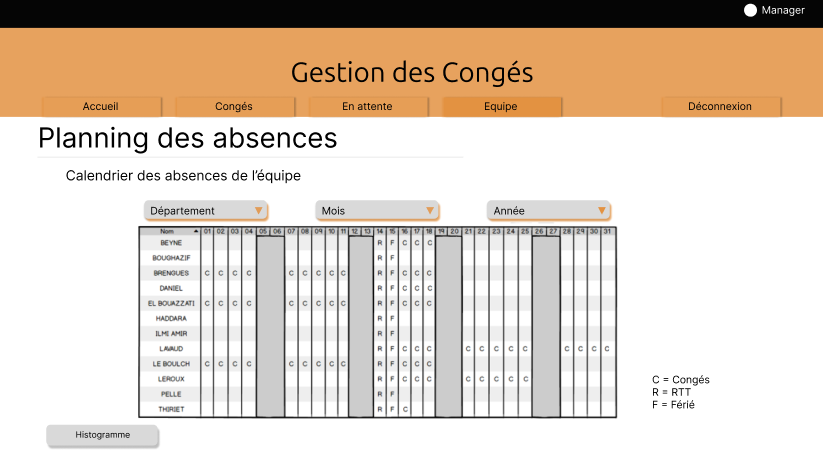 Manager
Gestion des Congés
Accueil Congés En attente Equipe Déconnexion
Planning des absences
Calendrier des absences de l’équipe
Département Mois Année
Nom 01 02 03 04 05 06 07 08 09 10 11 12 13 14 15 16 17 18 19 20 21 22 23 24 25 26 27 28 29 30 31
BEYNE R F C C C
BOUGHAZIF R F
BRENGUES C C C C C C C C C R F C C C
DANIEL R F C C C
EL BOUAZZATI C C C C C C C C C R F C C C
HADDARA R F
ILMI AMIR R F
LAVAUD R F C C C C C C C C C C C C
LE BOULCH C C C C C C C C C R F C C C
LEROUX R F C C C C C C C C
PELLE R F
THIRIET R F C
C = Congés
R = RTT
F = Férié
Histogramme